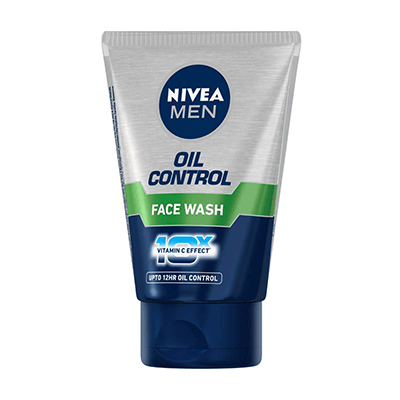 NIVEA
MEN
OIL
CONTROL
FACE WASH
10X
VITAMIN C EFFECT*
UPTO 12HR OIL CONTROL